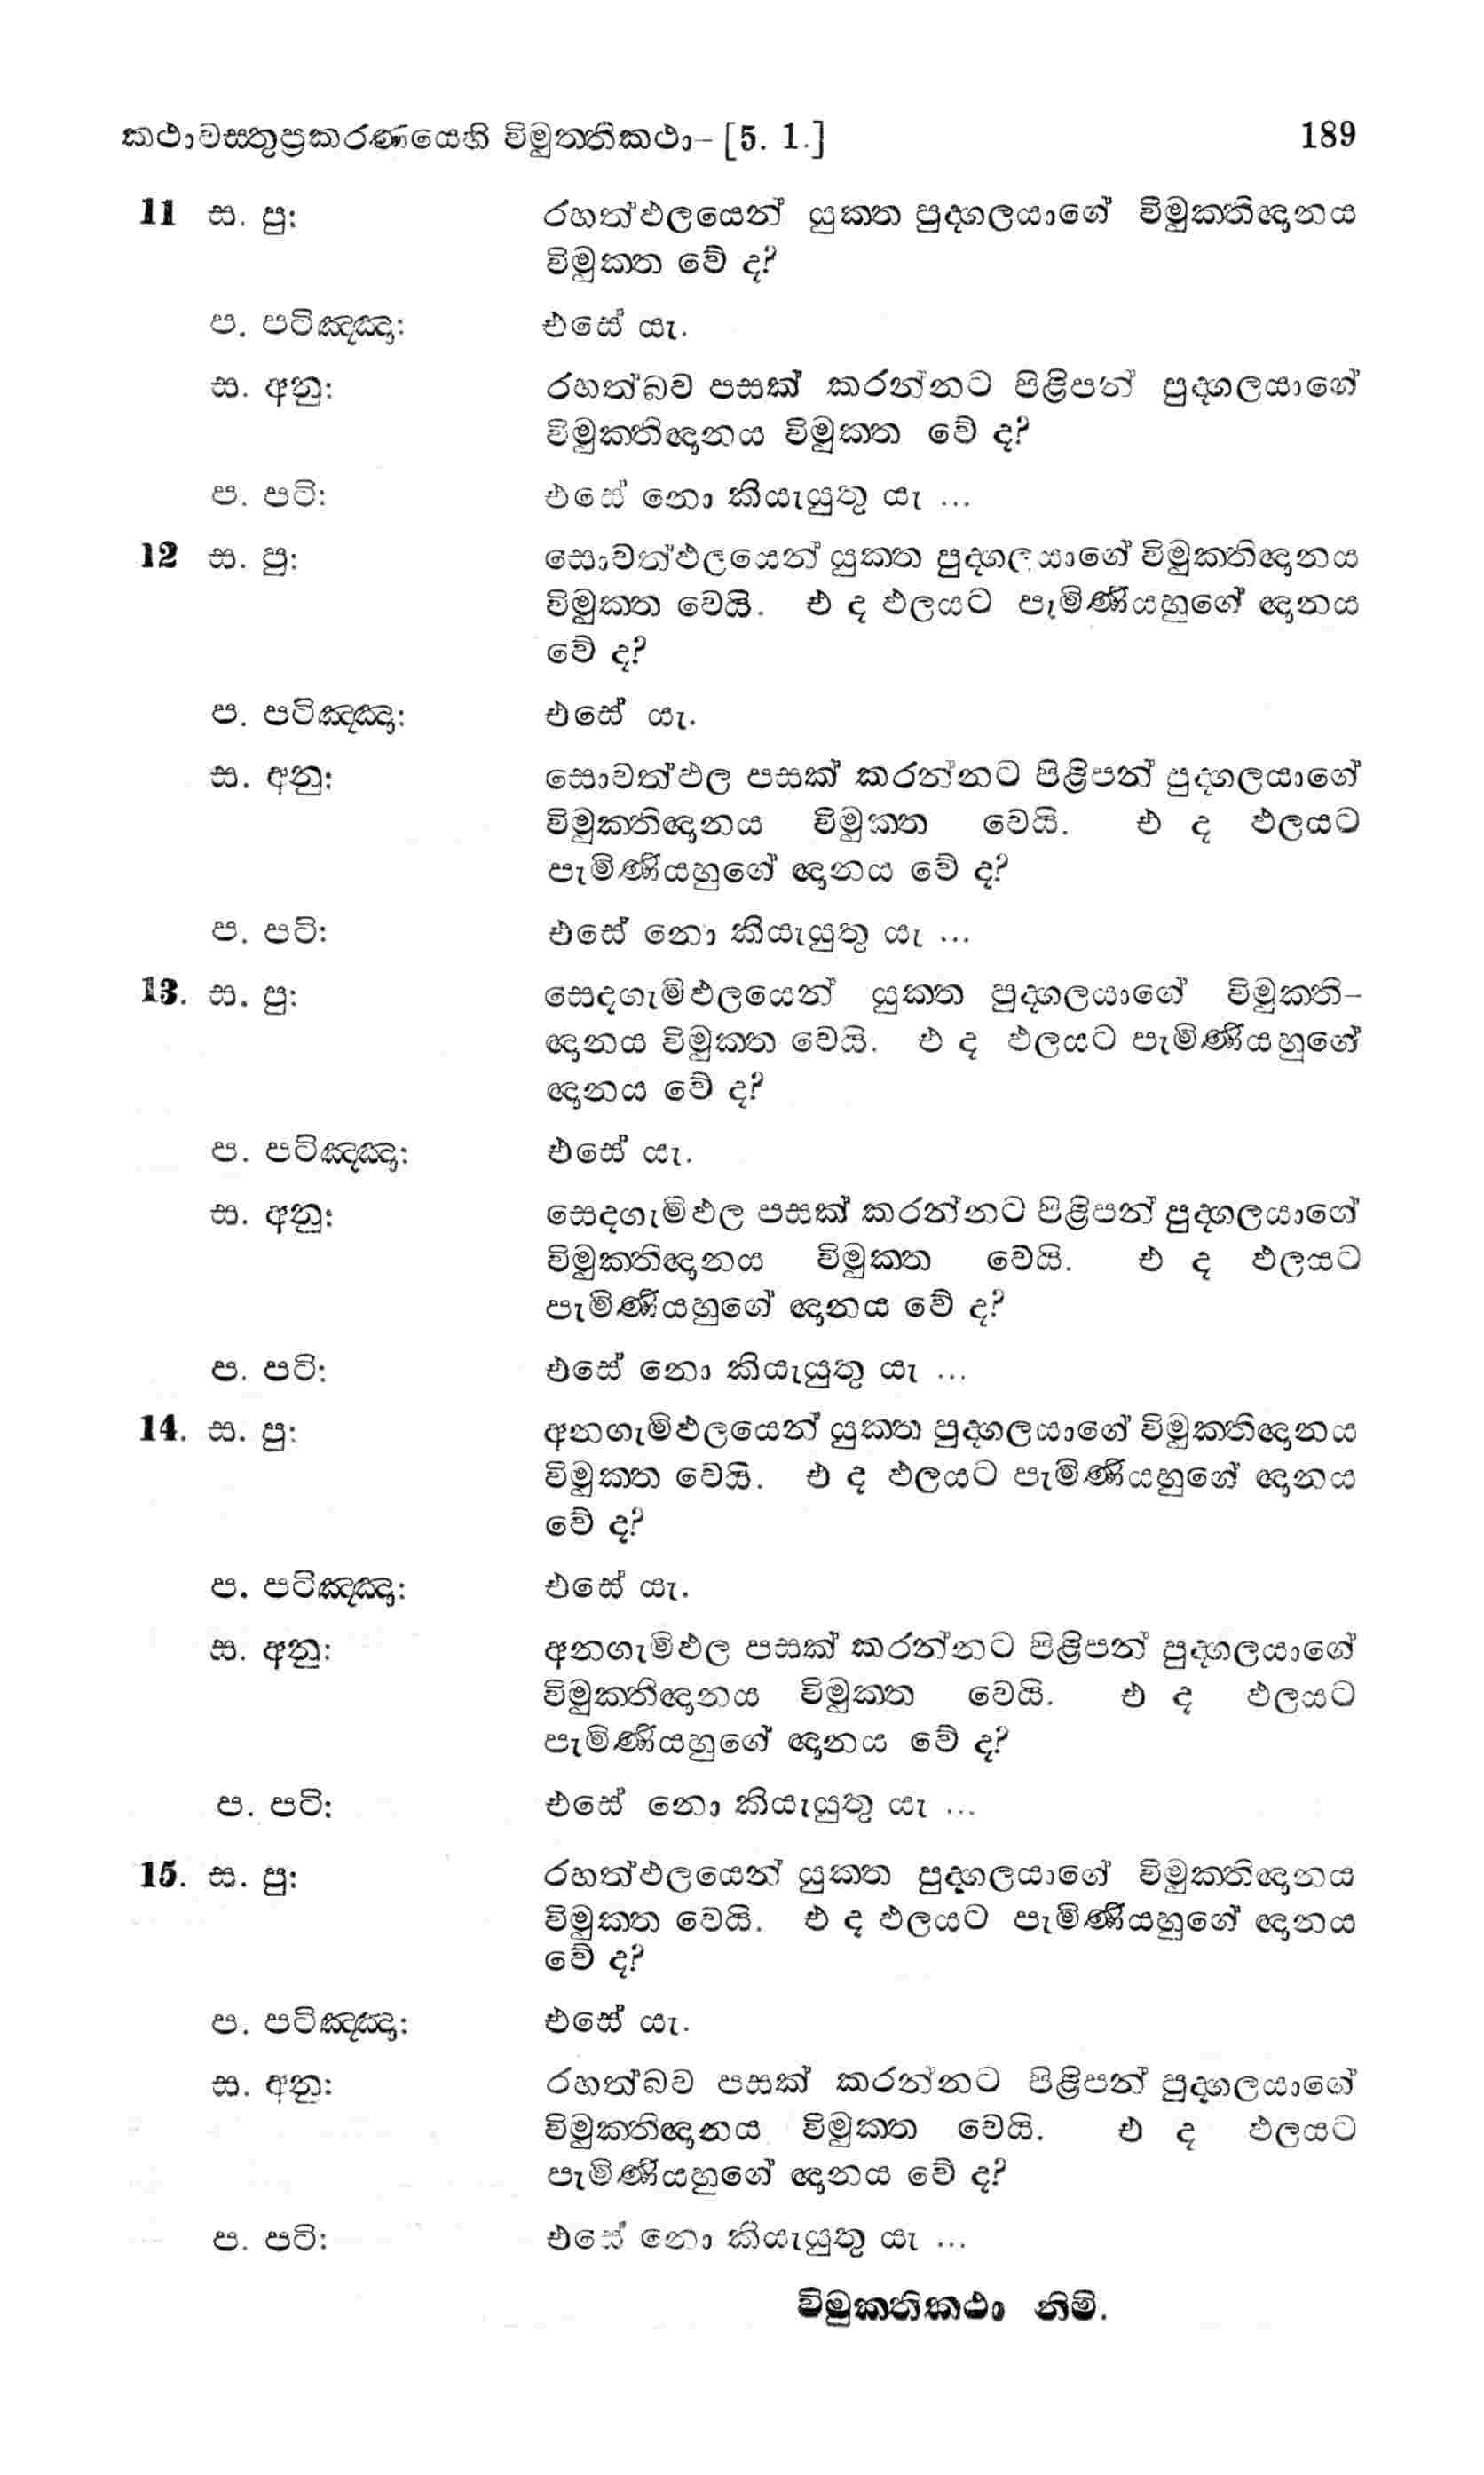 කථාවස්තුප්‍රකරණයෙහි විමුත්තිකථා– [5. 1.] 189
11 ස. පු: රහත්ඵලයෙන් යුක්ත පුද්ගලයාගේ විමුක්තිඥානය
විමුක්ත වේ ද?
ප. පටිඤ්ඤා: එසේ යැ.
ස. අනු: රහත්බව පසක් කරන්නට පිළිපන් පුද්ගලයාගේ
විමුක්තිඥානය විමුක්ත වේ ද?
ප. පටි: එසේ නො කියැයුතු යැ ...
12 ස. පු: සොවත්ඵලයෙන් යුක්ත පුද්ගලයාගේ විමුක්තිඥානය
විමුක්ත වෙයි. එ ද ඵලයට පැමිණියහුගේ ඥානය
වේ ද?
ප. පටිඤ්ඤා: එසේ යැ.
ස. අනු: සොවත්ඵල පසක් කරන්නට පිළිපන් පුද්ගලයාගේ
විමුක්තිඥානය විමුක්ත වෙයි. එ ද ඵලයට
පැමිණියහුගේ ඥානය වේ ද?
ප. පටි: එසේ නො කියැයුතු යැ ...
13. ස. පු: සෙදගැමිඵලයෙන් යුක්ත පුද්ගලයාගේ විමුක්ති–
ඥානය විමුක්ත වෙයි. එ ද ඵලයට පැමිණියහුගේ
ඥානය වේ ද?
ප. පටිඤ්ඤා: එසේ යැ.
ස. අනු: සෙදගැමිඵල පසක් කරන්නට පිළිපන් පුද්ගලයාගේ
විමුක්තිඥානය විමුක්ත වෙයි. එ ද ඵලයට
පැමිණියහුගේ ඥානය වේ ද?
ප. පටි: එසේ නො කියැයුතු යැ ...
14. ස. පු: අනගැමිඵලයෙන් යුක්ත පුද්ගලයාගේ විමුක්තිඥානය
විමුක්ත වෙයි. එ ද ඵලයට පැමිණියහුගේ ඥානය
වේ ද?
ප. පටිඤ්ඤා: එසේ යැ.
ස. අනු: අනගැමිඵල පසක් කරන්නට පිළිපන් පුද්ගලයාගේ
විමුක්තිඥානය විමුක්ත වෙයි. එ ද ඵලයට
පැමිණියහුගේ ඥානය වේ ද?
ප. පටි: එසේ නො කියැයුතු යැ ...
15. ස. පු: රහත්ඵලයෙන් යුක්ත පුද්ගලයාගේ විමුක්තිඥානය
විමුක්ත වෙයි. එ ද ඵලයට පැමිණියහුගේ ඥානය
වේ ද?
ප. පටිඤ්ඤා: එසේ යැ.
ස. අනු: රහත්බව පසක් කරන්නට පිළිපන් පුද්ගලයාගේ
විමුක්තිඥානය විමුක්ත වෙයි. එ ද ඵලයට
පැමිණියහුගේ ඥානය වේ ද?
ප. පටි: එසේ නො කියැයුතු යැ ...
විමුක්තිකථා නිමි.